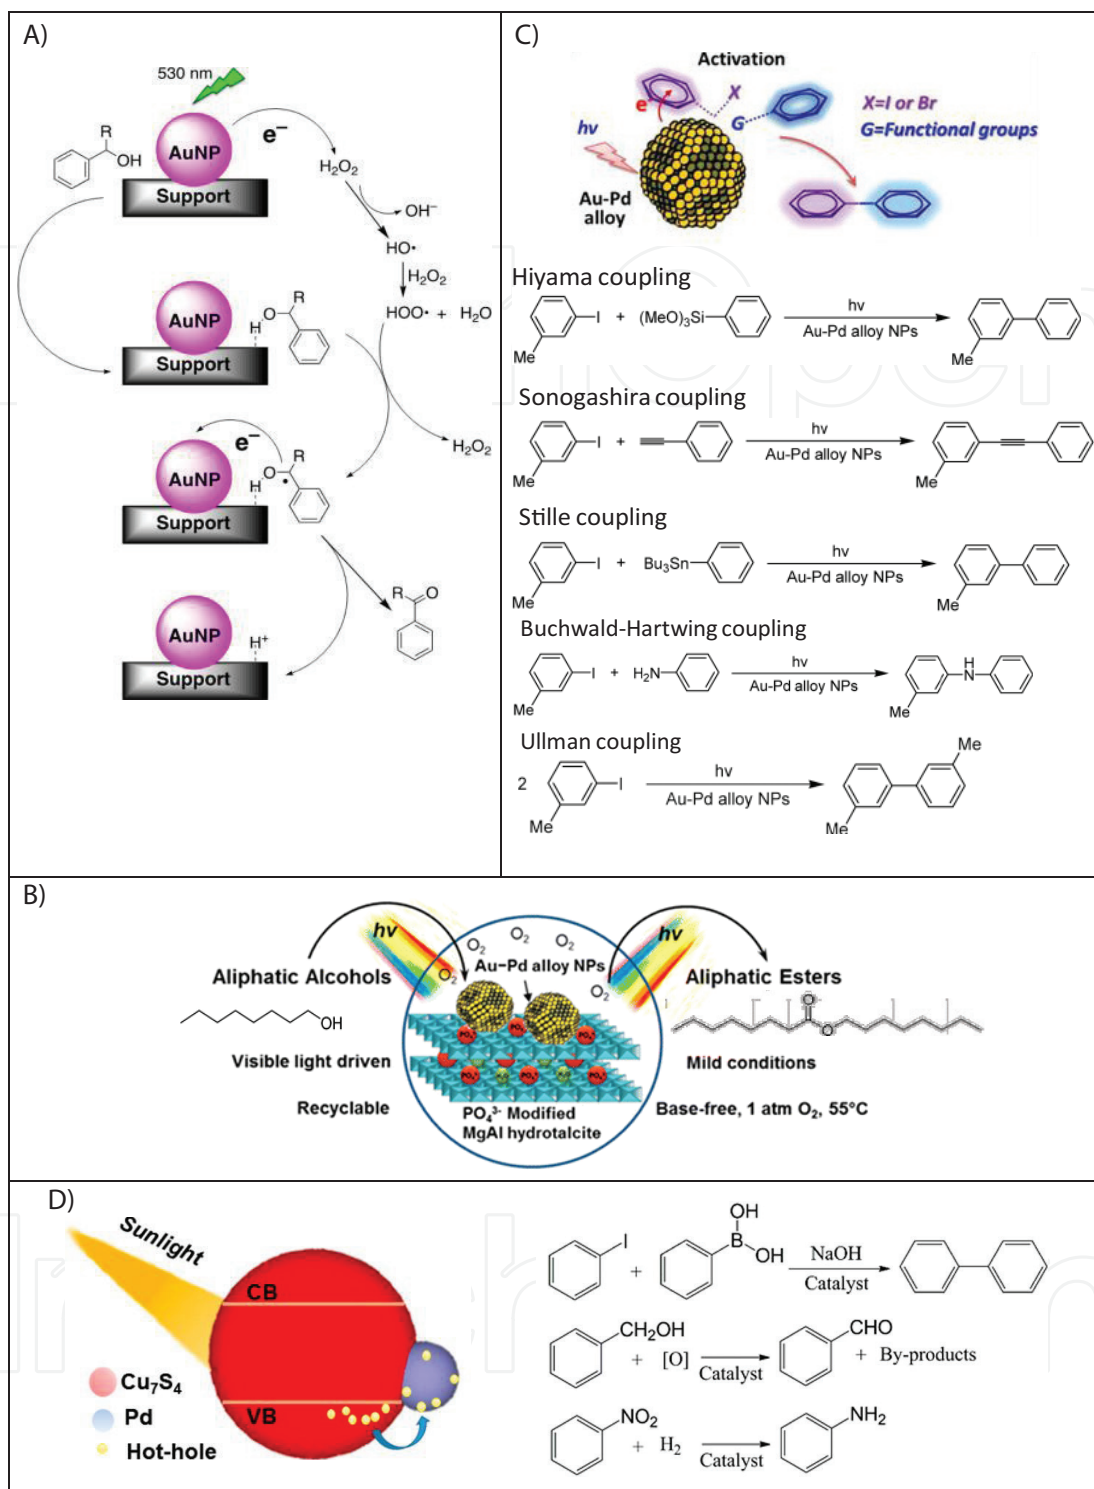 A)
530 nm
e⁻
R
OH
AuNP
Support
H₂O₂
OH⁻
HO•
H₂O₂
HOO• + H₂O
AuNP
Support
R
O
H
H₂O₂
e⁻
AuNP
Support
R
O
H
R
O
AuNP
Support
H⁺
C)
Activation
X
e
G
X=I or Br
G=Functional groups
hv
Au-Pd
alloy
Hiyama coupling
I + (MeO)₃Si
hv
Au-Pd alloy NPs
Me
Me
Sonogashira coupling
I +
hv
Au-Pd alloy NPs
Me
Me
Stille coupling
I + Bu₃Sn
hv
Au-Pd alloy NPs
Me
Me
Buchwald-Hartwing coupling
I + H₂N
hv
Au-Pd alloy NPs
H
N
Me
Me
Ullman coupling
2
I
hv
Au-Pd alloy NPs
Me
Me
Me
B)
hv
O₂ O₂ O₂
hv
Aliphatic Alcohols
O₂
Au–Pd alloy NPs
O₂
Aliphatic Esters
OH
O
O
Visible light driven
Mild conditions
Recyclable
PO₄³⁻ Modified
MgAl hydrotalcite
Base-free, 1 atm O₂, 55°C
D)
Sunlight
CB
VB
Cu₇S₄
Pd
Hot-hole
I
+
OH
B
OH
NaOH
Catalyst
CH₂OH
+ [O]
Catalyst
CHO
+ By-products
NO₂
+ H₂
Catalyst
NH₂